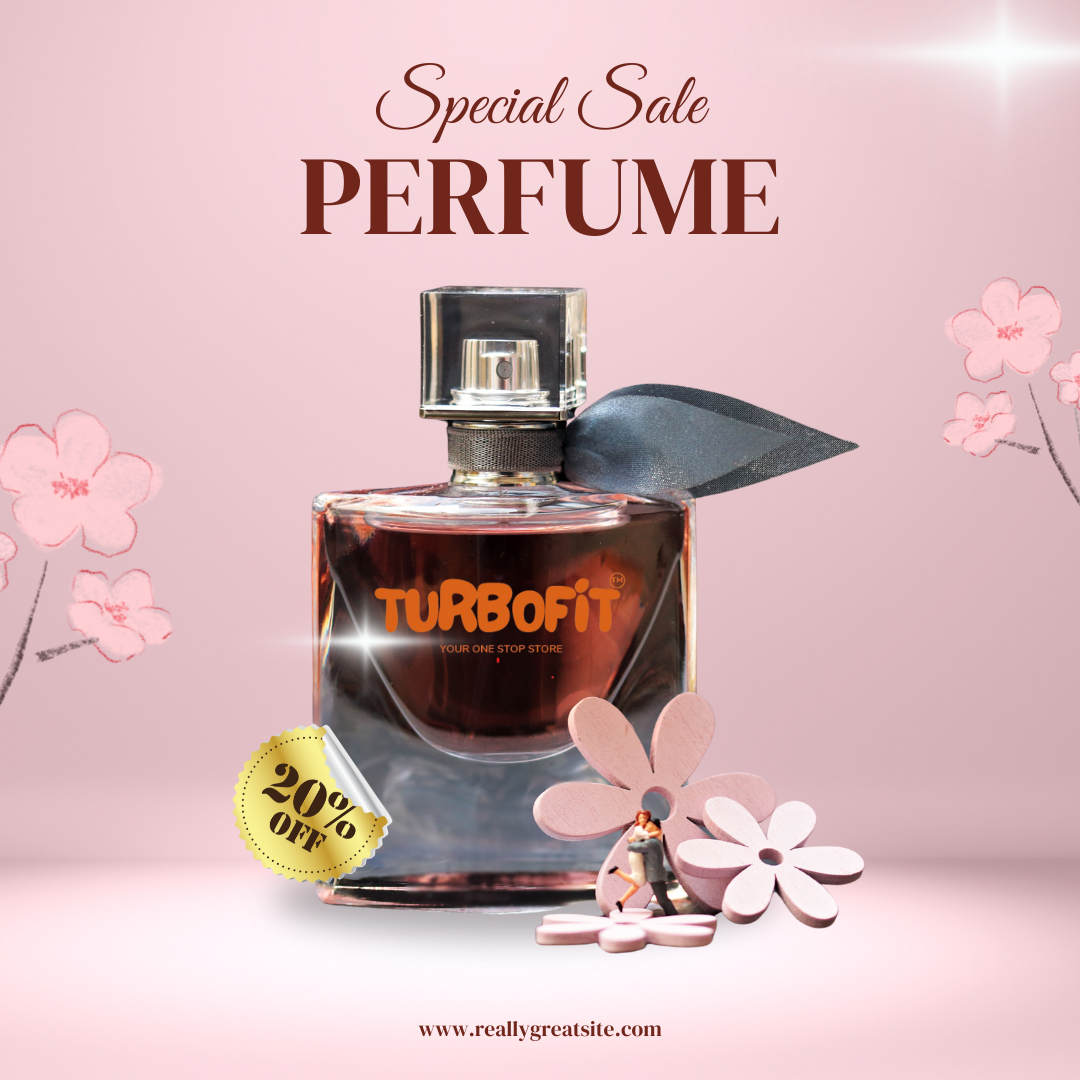 Special Sale
PERFUME
TURBOFiT
TM
YOUR ONE STOP STORE
20%
OFF
www.reallygreatsite.com